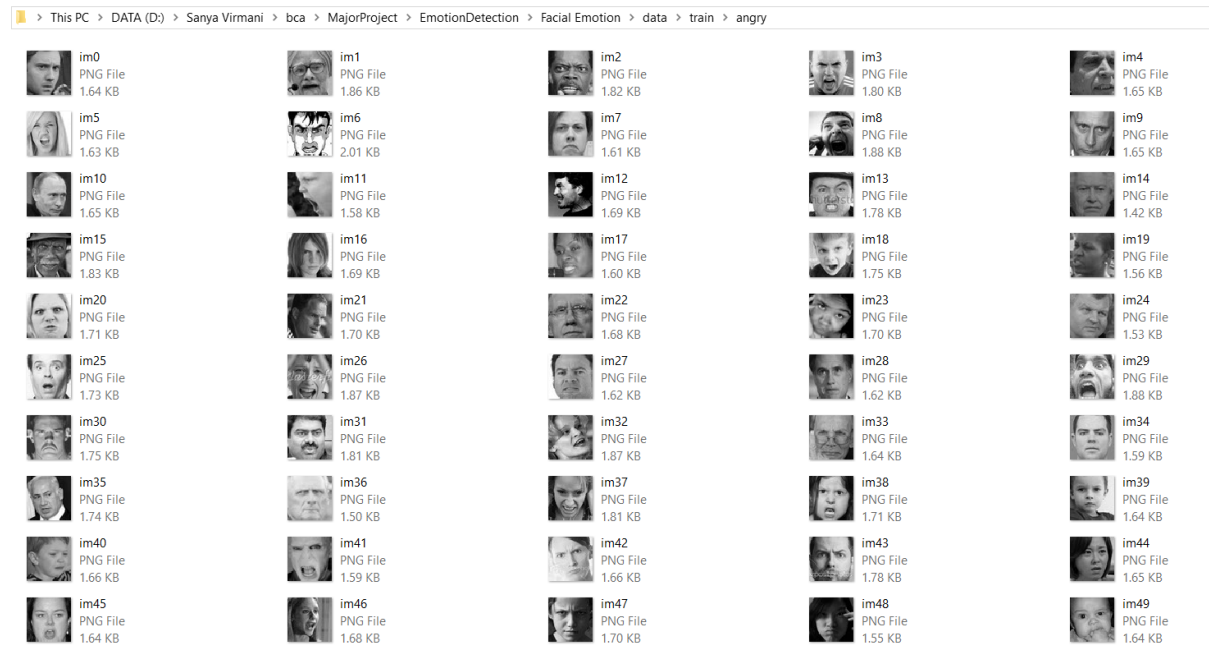 This PC > DATA (D:) > Sanya Virmani > bca > MajorProject > EmotionDetection > Facial Emotion > data > train > angry
im0
PNG File
1.64 KB
im1
PNG File
1.86 KB
im2
PNG File
1.82 KB
im3
PNG File
1.80 KB
im4
PNG File
1.65 KB
im5
PNG File
1.63 KB
im6
PNG File
2.01 KB
im7
PNG File
1.61 KB
im8
PNG File
1.88 KB
im9
PNG File
1.65 KB
im10
PNG File
1.65 KB
im11
PNG File
1.58 KB
im12
PNG File
1.69 KB
im13
PNG File
1.78 KB
im14
PNG File
1.42 KB
im15
PNG File
1.83 KB
im16
PNG File
1.69 KB
im17
PNG File
1.60 KB
im18
PNG File
1.75 KB
im19
PNG File
1.56 KB
im20
PNG File
1.71 KB
im21
PNG File
1.70 KB
im22
PNG File
1.68 KB
im23
PNG File
1.70 KB
im24
PNG File
1.53 KB
im25
PNG File
1.73 KB
im26
PNG File
1.87 KB
im27
PNG File
1.62 KB
im28
PNG File
1.62 KB
im29
PNG File
1.88 KB
im30
PNG File
1.75 KB
im31
PNG File
1.81 KB
im32
PNG File
1.87 KB
im33
PNG File
1.64 KB
im34
PNG File
1.59 KB
im35
PNG File
1.74 KB
im36
PNG File
1.50 KB
im37
PNG File
1.81 KB
im38
PNG File
1.71 KB
im39
PNG File
1.64 KB
im40
PNG File
1.66 KB
im41
PNG File
1.59 KB
im42
PNG File
1.66 KB
im43
PNG File
1.78 KB
im44
PNG File
1.65 KB
im45
PNG File
1.64 KB
im46
PNG File
1.68 KB
im47
PNG File
1.70 KB
im48
PNG File
1.55 KB
im49
PNG File
1.64 KB